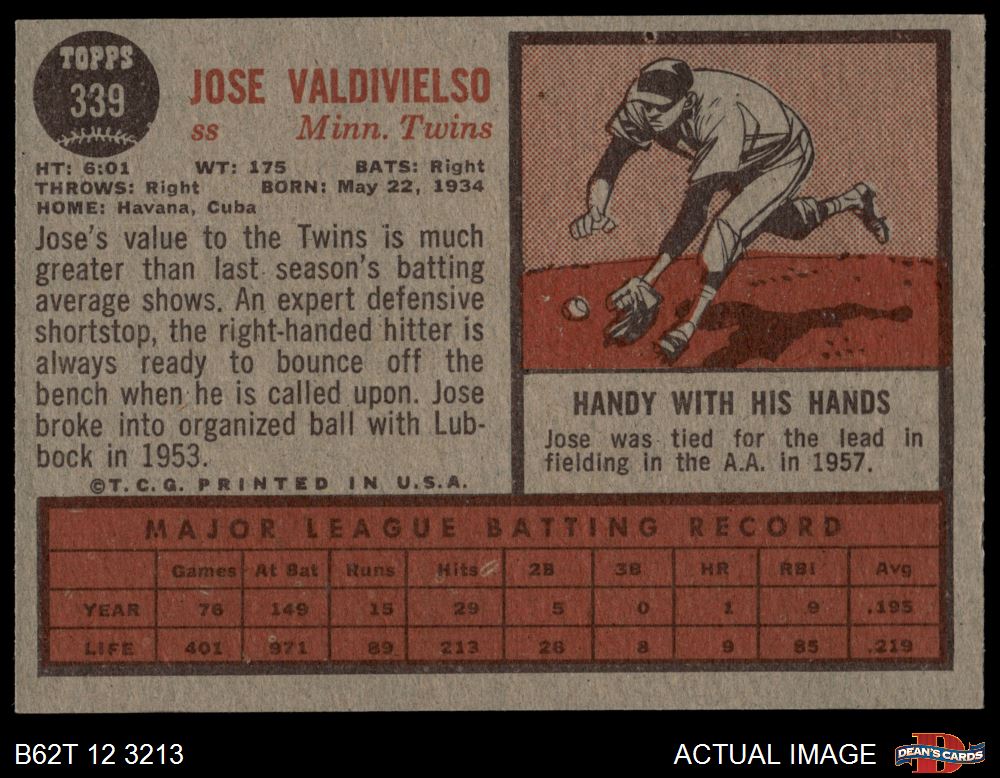 TOPPS
339
JOSE VALDIVIELSO
ss Minn. Twins
HT: 6:01 WT: 175 BATS: Right
THROWS: Right BORN: May 22, 1934
HOME: Havana, Cuba
Jose's value to the Twins is much
greater than last season's batting
average shows. An expert defensive
shortstop, the right-handed hitter is
always ready to bounce off the
bench when he is called upon. Jose
broke into organized ball with Lub-
bock in 1953.
©T.C.G. PRINTED IN U.S.A.
HANDY WITH HIS HANDS
Jose was tied for the lead in
fielding in the A.A. in 1957.
MAJOR LEAGUE BATTING RECORD
Games At Bat Runs Hits 2B 3B HR RBI Avg
YEAR 76 149 15 29 5 0 1 9 .195
LIFE 401 971 89 213 26 8 9 85 .219
B62T 12 3213
ACTUAL IMAGE
D
DEAN'S CARDS